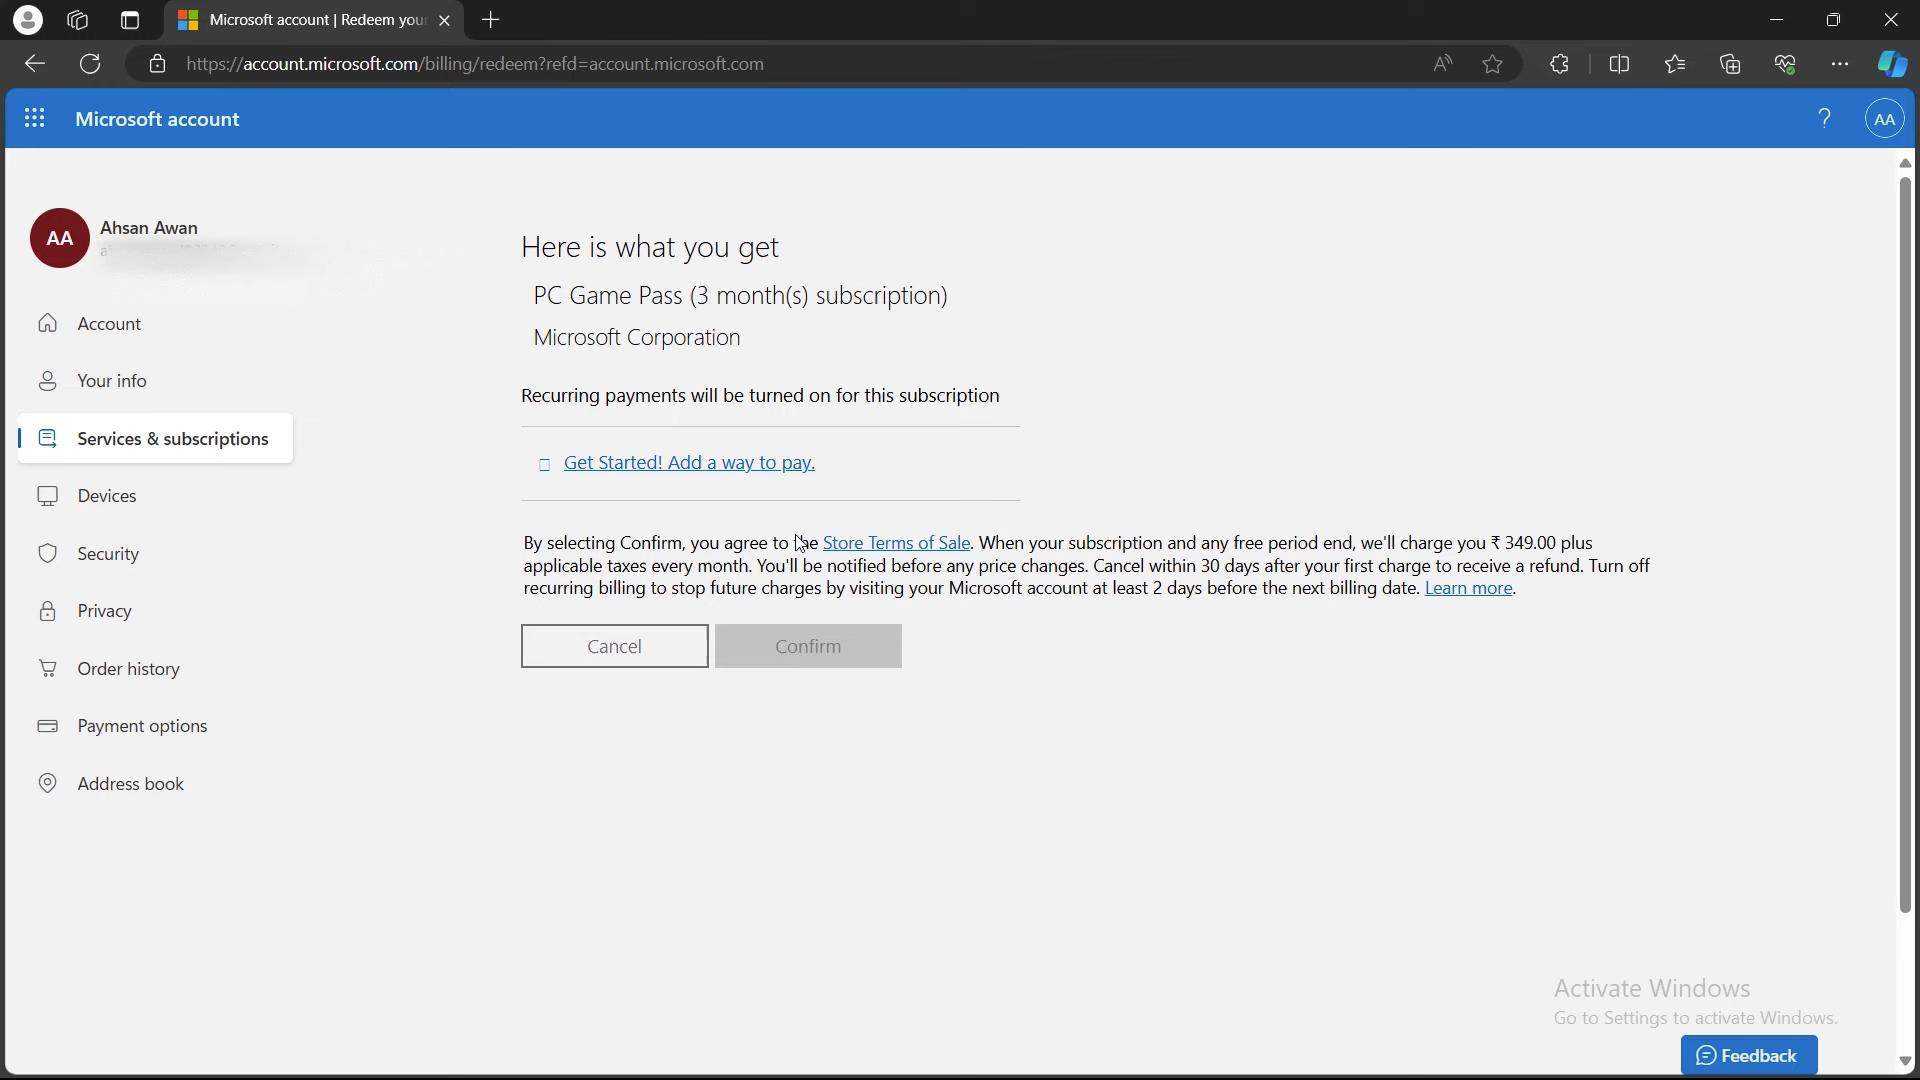 Microsoft account | Redeem you
https://account.microsoft.com/billing/redeem?refd=account.microsoft.com
Microsoft account
?
AA
AA
Ahsan Awan
Account
Your info
Services & subscriptions
Devices
Security
Privacy
Order history
Payment options
Address book
Here is what you get
PC Game Pass (3 month(s) subscription)
Microsoft Corporation
Recurring payments will be turned on for this subscription
Get Started! Add a way to pay.
By selecting Confirm, you agree to the Store Terms of Sale. When your subscription and any free period end, we'll charge you ₹ 349.00 plus
applicable taxes every month. You'll be notified before any price changes. Cancel within 30 days after your first charge to receive a refund. Turn off
recurring billing to stop future charges by visiting your Microsoft account at least 2 days before the next billing date. Learn more.
Cancel
Confirm
Activate Windows
Go to Settings to activate Windows.
Feedback